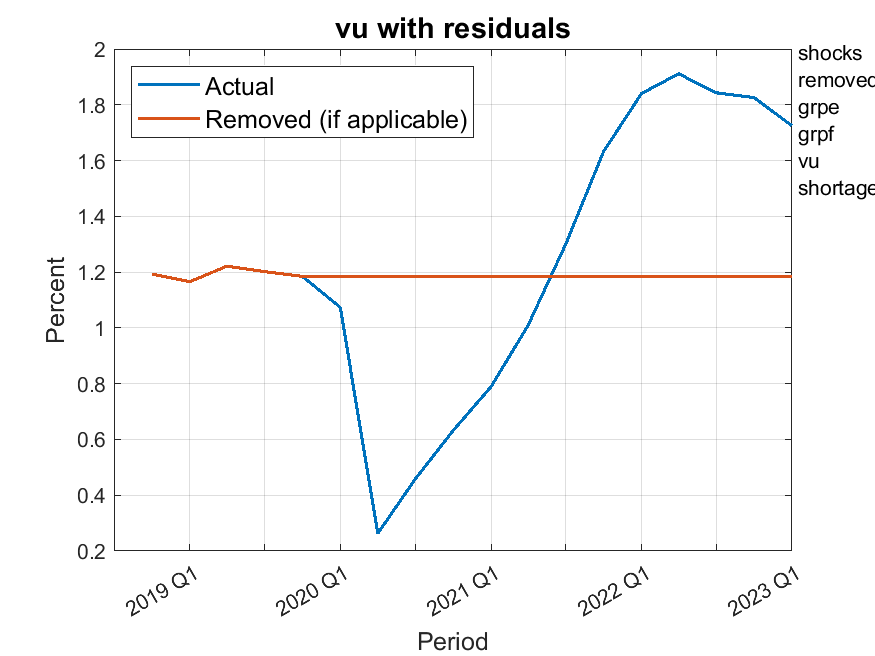 vu with residuals
Actual
Removed (if applicable)
shocks
removed
grpe
grpf
vu
shortage
Percent
2
1.8
1.6
1.4
1.2
1
0.8
0.6
0.4
0.2
2019 Q1
2020 Q1
2021 Q1
2022 Q1
2023 Q1
Period